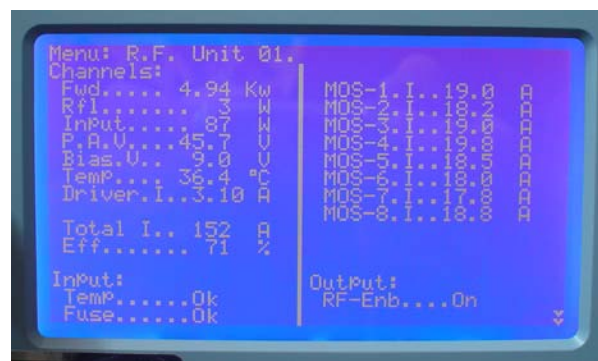 Menu: R.F. Unit 01.
Channels:
Fwd..... 4.94 Kw
Rfl........ 3 W
Input..... 87 W
P.A.V....45.7 V
Bias.V.. 9.0 V
Temp.... 36.4 °C
Driver.I..3.10 A
Total I.. 152 A
Eff....... 71 %
Input:
Temp......Ok
Fuse......Ok
MOS-1.I..19.0 A
MOS-2.I..18.2 A
MOS-3.I..19.0 A
MOS-4.I..19.8 A
MOS-5.I..18.5 A
MOS-6.I..18.0 A
MOS-7.I..17.8 A
MOS-8.I..18.8 A
Output:
RF-Enb....On